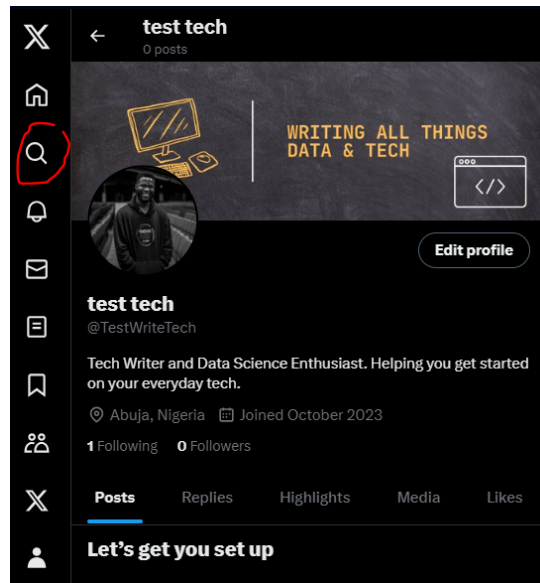 test tech
0 posts
WRITING ALL THINGS
DATA & TECH
</>
Edit profile
test tech
@TestWriteTech
Tech Writer and Data Science Enthusiast. Helping you get started
on your everyday tech.
Abuja, Nigeria Joined October 2023
1 Following 0 Followers
Posts Replies Highlights Media Likes
Let’s get you set up